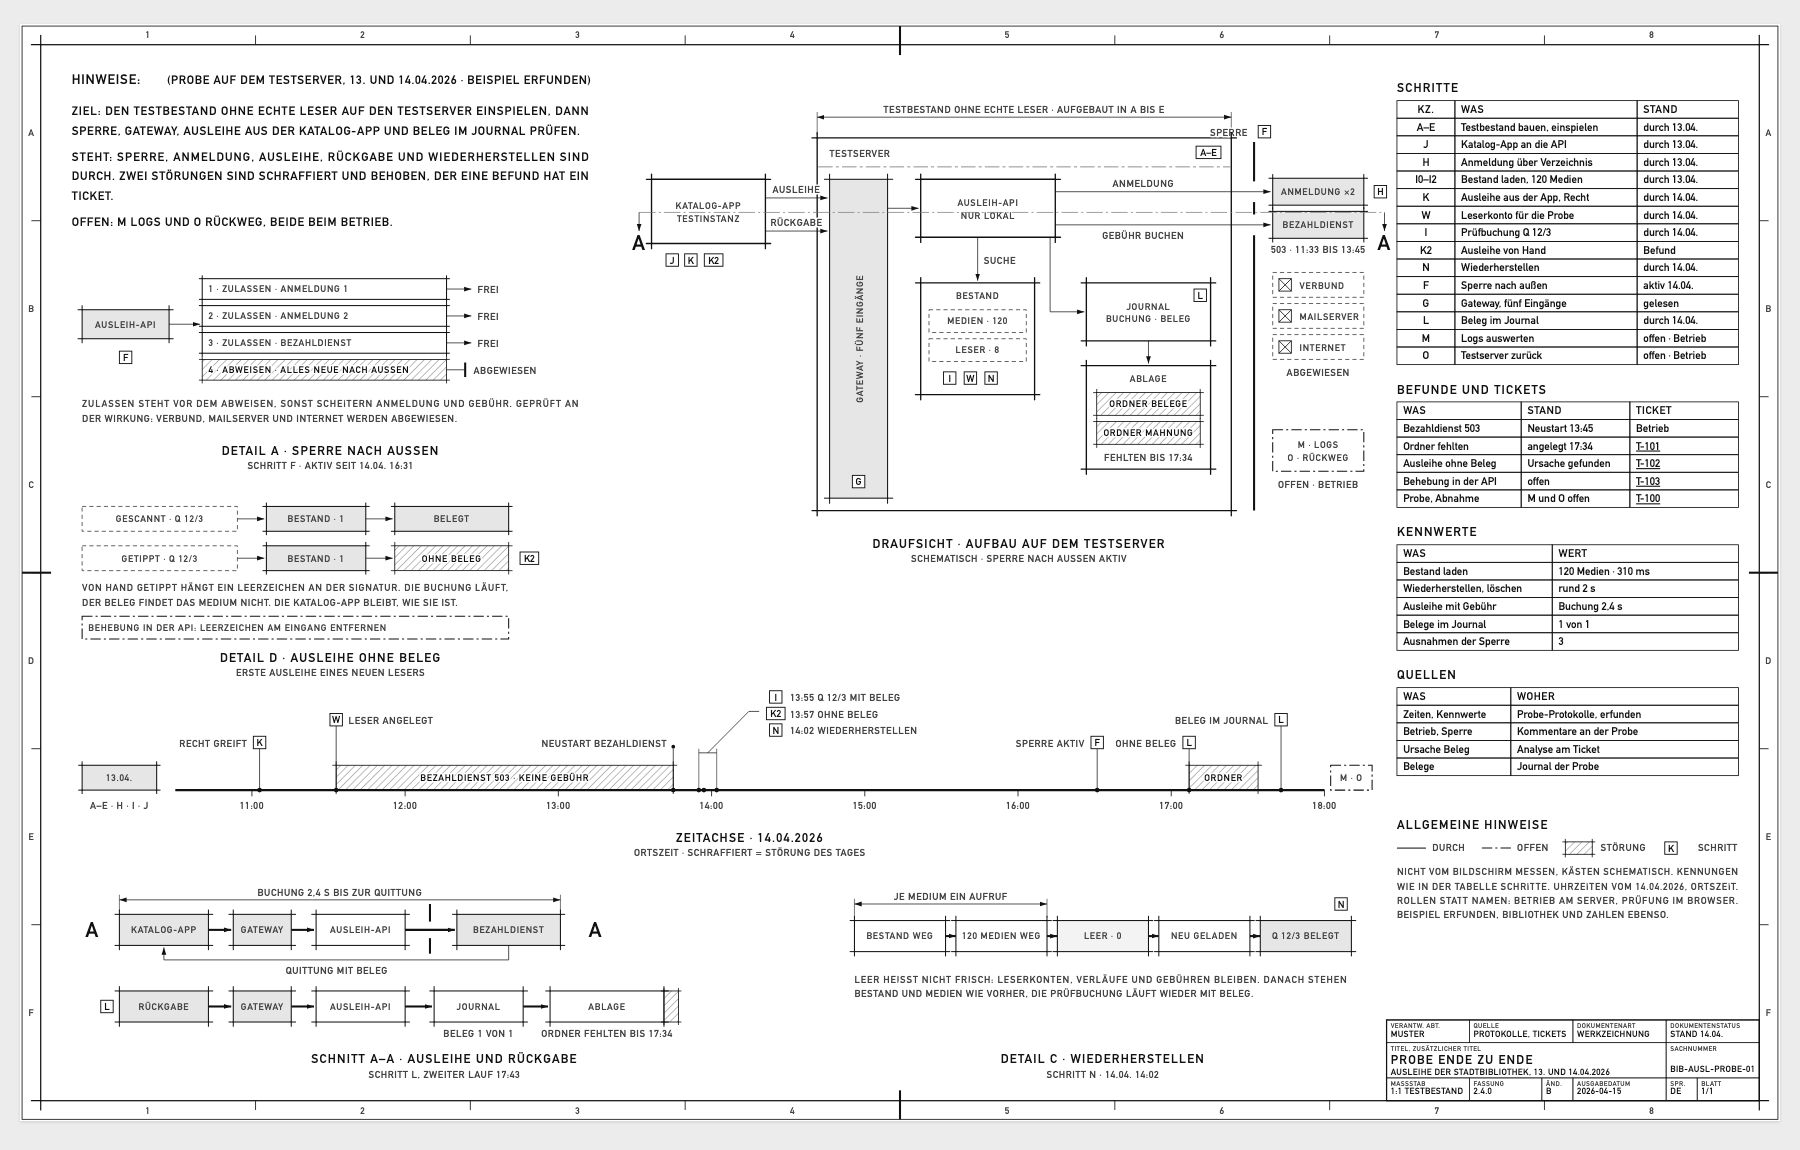 1 2 3 4 5 6 7 8
A B C D E F
HINWEISE: (PROBE AUF DEM TESTSERVER, 13. UND 14.04.2026 · BEISPIEL ERFUNDEN)
ZIEL: DEN TESTBESTAND OHNE ECHTE LESER AUF DEN TESTSERVER EINSPIELEN, DANN
SPERRE, GATEWAY, AUSLEIHE AUS DER KATALOG-APP UND BELEG IM JOURNAL PRÜFEN.
STEHT: SPERRE, ANMELDUNG, AUSLEIHE, RÜCKGABE UND WIEDERHERSTELLEN SIND
DURCH. ZWEI STÖRUNGEN SIND SCHRAFFIERT UND BEHOBEN, DER EINE BEFUND HAT EIN
TICKET.
OFFEN: M LOGS UND O RÜCKWEG, BEIDE BEIM BETRIEB.
AUSLEIH-API
F
1 · ZULASSEN · ANMELDUNG 1
FREI
2 · ZULASSEN · ANMELDUNG 2
FREI
3 · ZULASSEN · BEZAHLDIENST
FREI
4 · ABWEISEN · ALLES NEUE NACH AUSSEN
ABGEWIESEN
ZULASSEN STEHT VOR DEM ABWEISEN, SONST SCHEITERN ANMELDUNG UND GEBÜHR. GEPRÜFT AN
DER WIRKUNG: VERBUND, MAILSERVER UND INTERNET WERDEN ABGEWIESEN.
DETAIL A · SPERRE NACH AUSSEN
SCHRITT F · AKTIV SEIT 14.04. 16:31
GESCANNT · Q 12/3
BESTAND · 1
BELEGT
GETIPPT · Q 12/3
BESTAND · 1
OHNE BELEG
K2
VON HAND GETIPPT HÄNGT EIN LEERZEICHEN AN DER SIGNATUR. DIE BUCHUNG LÄUFT,
DER BELEG FINDET DAS MEDIUM NICHT. DIE KATALOG-APP BLEIBT, WIE SIE IST.
BEHEBUNG IN DER API: LEERZEICHEN AM EINGANG ENTFERNEN
DETAIL D · AUSLEIHE OHNE BELEG
ERSTE AUSLEIHE EINES NEUEN LESERS
TESTBESTAND OHNE ECHTE LESER · AUFGEBAUT IN A BIS E
SPERRE F
TESTSERVER
A–E
KATALOG-APP
TESTINSTANZ
A
J K K2
AUSLEIHE
RÜCKGABE
GATEWAY · FÜNF EINGÄNGE
G
AUSLEIH-API
NUR LOKAL
SUCHE
BESTAND
MEDIEN · 120
LESER · 8
I W N
L
JOURNAL
BUCHUNG · BELEG
ABLAGE
ORDNER BELEGE
ORDNER MAHNUNG
FEHLTEN BIS 17:34
ANMELDUNG
GEBÜHR BUCHEN
ANMELDUNG ×2
H
BEZAHLDIENST
A
503 · 11:33 BIS 13:45
VERBUND
MAILSERVER
INTERNET
ABGEWIESEN
M · LOGS
O · RÜCKWEG
OFFEN · BETRIEB
DRAUFSICHT · AUFBAU AUF DEM TESTSERVER
SCHEMATISCH · SPERRE NACH AUSSEN AKTIV
I 13:55 Q 12/3 MIT BELEG
K2 13:57 OHNE BELEG
N 14:02 WIEDERHERSTELLEN
W LESER ANGELEGT
BELEG IM JOURNAL L
RECHT GREIFT K
NEUSTART BEZAHLDIENST
SPERRE AKTIV F
OHNE BELEG L
13.04.
BEZAHLDIENST 503 · KEINE GEBÜHR
ORDNER
M · O
A–E · H · I · J
11:00 12:00 13:00 14:00 15:00 16:00 17:00 18:00
ZEITACHSE · 14.04.2026
ORTSZEIT · SCHRAFFIERT = STÖRUNG DES TAGES
BUCHUNG 2,4 S BIS ZUR QUITTUNG
A
KATALOG-APP
GATEWAY
AUSLEIH-API
BEZAHLDIENST
A
QUITTUNG MIT BELEG
L
RÜCKGABE
GATEWAY
AUSLEIH-API
JOURNAL
ABLAGE
BELEG 1 VON 1
ORDNER FEHLTEN BIS 17:34
SCHNITT A–A · AUSLEIHE UND RÜCKGABE
SCHRITT L, ZWEITER LAUF 17:43
JE MEDIUM EIN AUFRUF
N
BESTAND WEG
120 MEDIEN WEG
LEER · 0
NEU GELADEN
Q 12/3 BELEGT
LEER HEISST NICHT FRISCH: LESERKONTEN, VERLÄUFE UND GEBÜHREN BLEIBEN. DANACH STEHEN
BESTAND UND MEDIEN WIE VORHER, DIE PRÜFBUCHUNG LÄUFT WIEDER MIT BELEG.
DETAIL C · WIEDERHERSTELLEN
SCHRITT N · 14.04. 14:02
SCHRITTE
KZ. WAS STAND
A–E Testbestand bauen, einspielen durch 13.04.
J Katalog-App an die API durch 13.04.
H Anmeldung über Verzeichnis durch 13.04.
I0–I2 Bestand laden, 120 Medien durch 13.04.
K Ausleihe aus der App, Recht durch 14.04.
W Leserkonto für die Probe durch 14.04.
I Prüfbuchung Q 12/3 durch 14.04.
K2 Ausleihe von Hand Befund
N Wiederherstellen durch 14.04.
F Sperre nach außen aktiv 14.04.
G Gateway, fünf Eingänge gelesen
L Beleg im Journal durch 14.04.
M Logs auswerten offen · Betrieb
O Testserver zurück offen · Betrieb
BEFUNDE UND TICKETS
WAS STAND TICKET
Bezahldienst 503 Neustart 13:45 Betrieb
Ordner fehlten angelegt 17:34 T-101
Ausleihe ohne Beleg Ursache gefunden T-102
Behebung in der API offen T-103
Probe, Abnahme M und O offen T-100
KENNWERTE
WAS WERT
Bestand laden 120 Medien · 310 ms
Wiederherstellen, löschen rund 2 s
Ausleihe mit Gebühr Buchung 2,4 s
Belege im Journal 1 von 1
Ausnahmen der Sperre 3
QUELLEN
WAS WOHER
Zeiten, Kennwerte Probe-Protokolle, erfunden
Betrieb, Sperre Kommentare an der Probe
Ursache Beleg Analyse am Ticket
Belege Journal der Probe
ALLGEMEINE HINWEISE
DURCH OFFEN STÖRUNG K SCHRITT
NICHT VOM BILDSCHIRM MESSEN, KÄSTEN SCHEMATISCH. KENNUNGEN
WIE IN DER TABELLE SCHRITTE. UHRZEITEN VOM 14.04.2026, ORTSZEIT.
ROLLEN STATT NAMEN: BETRIEB AM SERVER, PRÜFUNG IM BROWSER.
BEISPIEL ERFUNDEN, BIBLIOTHEK UND ZAHLEN EBENSO.
VERANTW. ABT. QUELLE DOKUMENTENART DOKUMENTENSTATUS
MUSTER PROTOKOLLE, TICKETS WERKZEICHNUNG STAND 14.04.
TITEL, ZUSÄTZLICHER TITEL SACHNUMMER
PROBE ENDE ZU ENDE
AUSLEIHE DER STADTBIBLIOTHEK, 13. UND 14.04.2026 BIB-AUSL-PROBE-01
MASSSTAB FASSUNG ÄND. AUSGABEDATUM SPR. BLATT
1:1 TESTBESTAND 2.4.0 B 2026-04-15 DE 1/1
A B C D E F
1 2 3 4 5 6 7 8